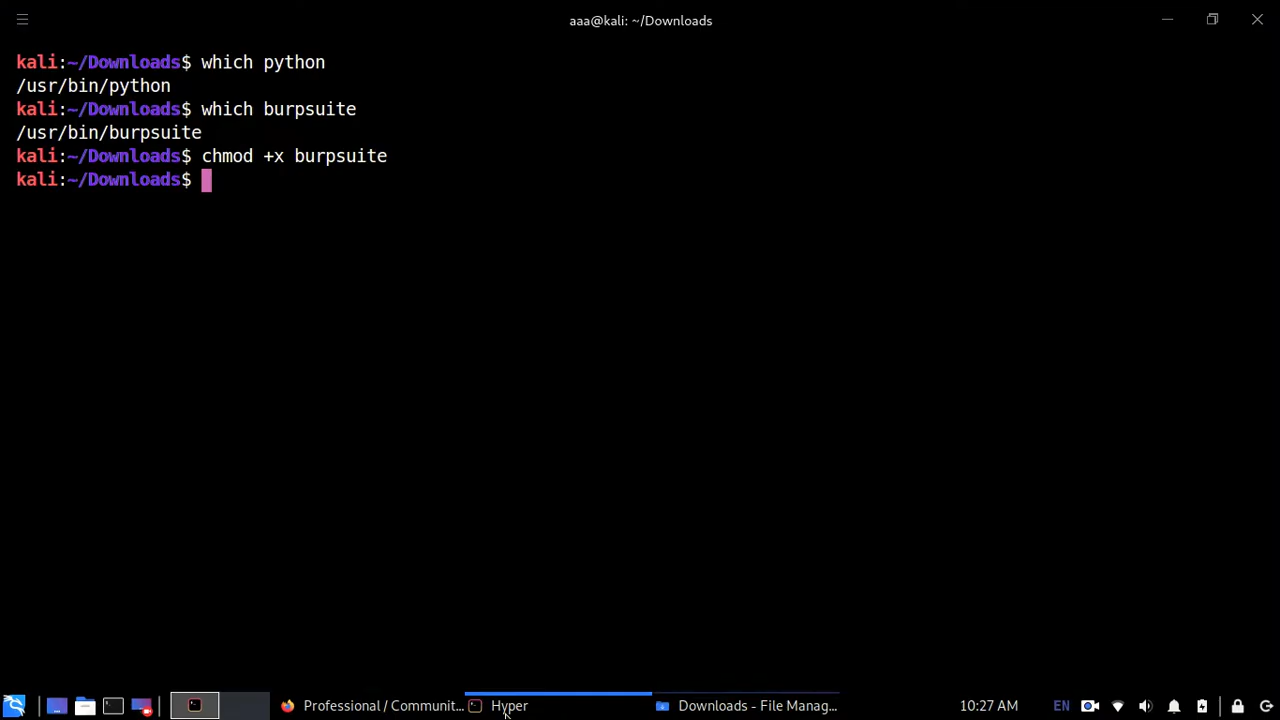 aaa@kali: ~/Downloads
kali:~/Downloads$ which python
/usr/bin/python
kali:~/Downloads$ which burpsuite
/usr/bin/burpsuite
kali:~/Downloads$ chmod +x burpsuite
kali:~/Downloads$
Professional / Communit... Hyper Downloads - File Manag... 10:27 AM EN